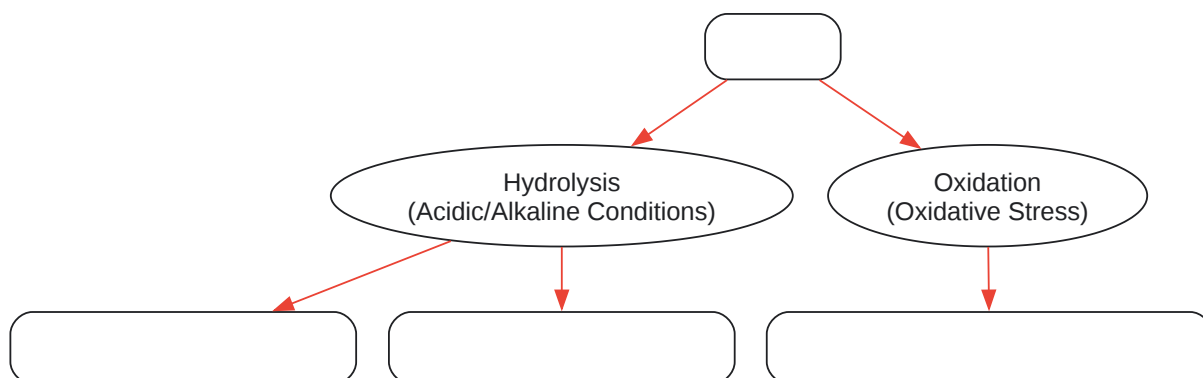 Hydrolysis
(Acidic/Alkaline Conditions)
Oxidation
(Oxidative Stress)